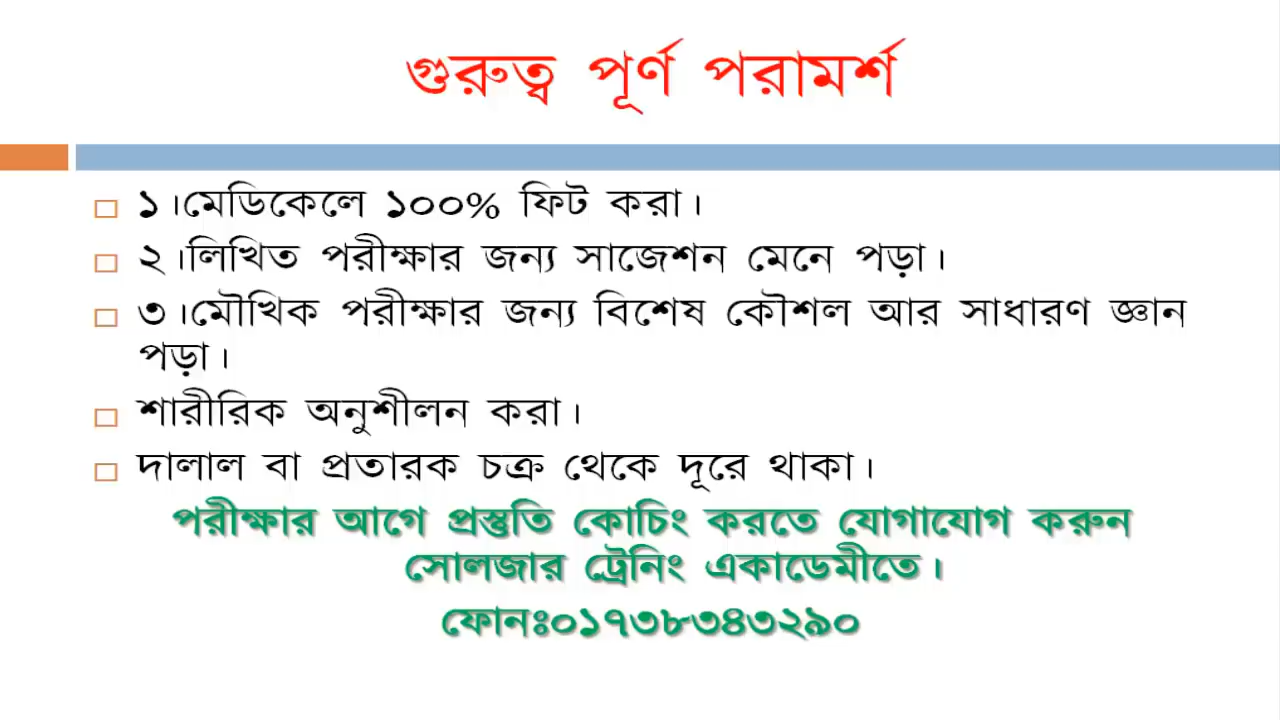 গুরুত্ব পূর্ণ পরামর্শ
১।মেডিকেলে ১০০% ফিট করা।
২।লিখিত পরীক্ষার জন্য সাজেশন মেনে পড়া।
৩।মৌখিক পরীক্ষার জন্য বিশেষ কৌশল আর সাধারণ জ্ঞান
পড়া।
শারীরিক অনুশীলন করা।
দালাল বা প্রতারক চক্র থেকে দূরে থাকা।
পরীক্ষার আগে প্রস্তুতি কোচিং করতে যোগাযোগ করুন
সোলজার ট্রেনিং একাডেমীতে।
ফোনঃ০১৭৩৮৩৪৩২৯০